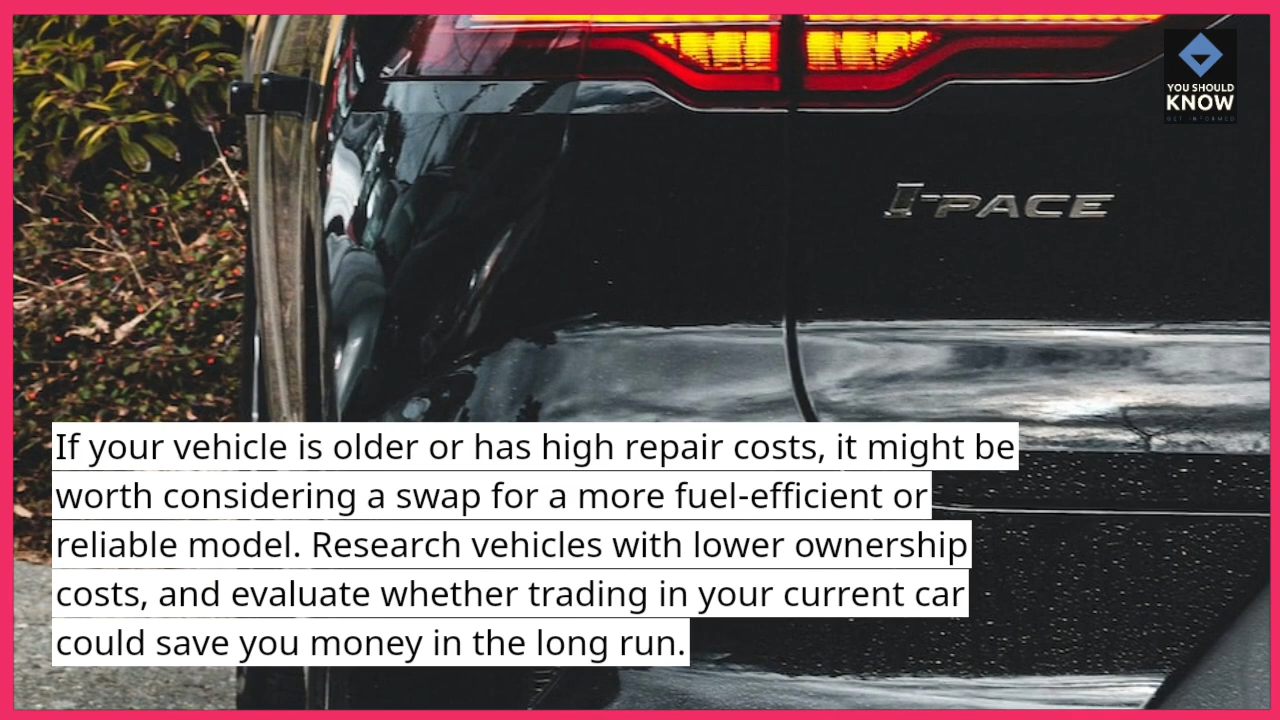 YOU SHOULD
KNOW
GET INFORMED
I-PACE
If your vehicle is older or has high repair costs, it might be
worth considering a swap for a more fuel-efficient or
reliable model. Research vehicles with lower ownership
costs, and evaluate whether trading in your current car
could save you money in the long run.